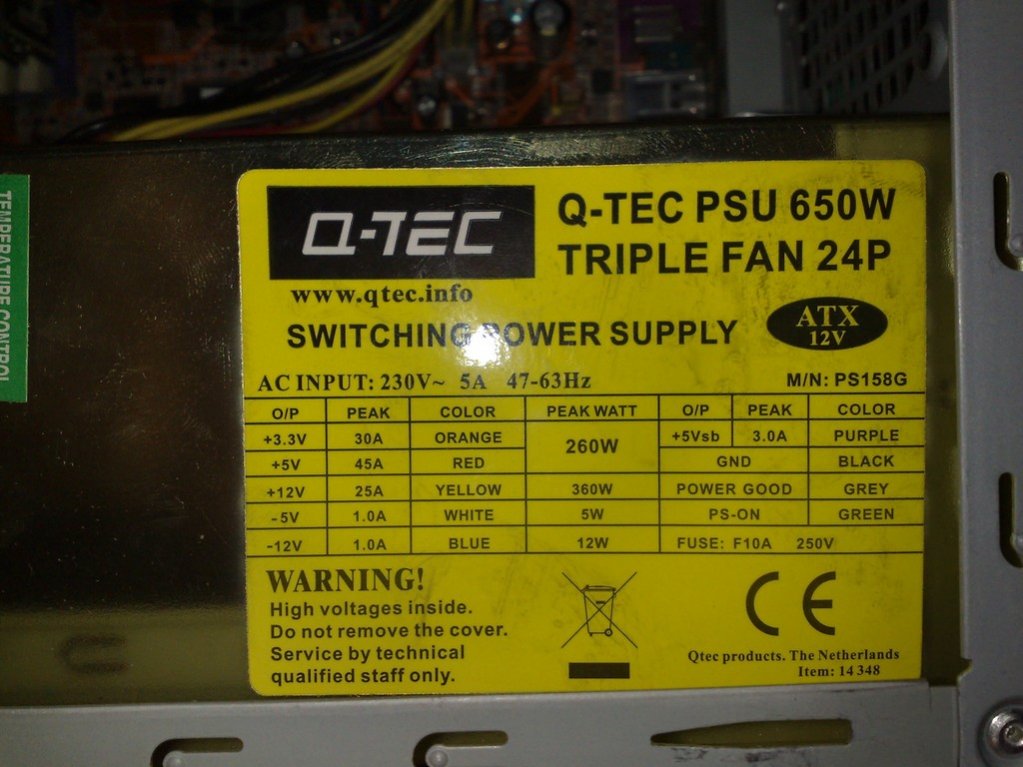 TEMPERATURE CONTROL
Q-TEC
Q-TEC PSU 650W
TRIPLE FAN 24P
www.qtec.info
SWITCHING POWER SUPPLY
ATX
12V
AC INPUT: 230V~ 5A 47-63Hz
M/N: PS158G
O/P PEAK COLOR PEAK WATT O/P PEAK COLOR
+3.3V 30A ORANGE 260W +5Vsb 3.0A PURPLE
+5V 45A RED GND BLACK
+12V 25A YELLOW 360W POWER GOOD GREY
-5V 1.0A WHITE 5W PS-ON GREEN
-12V 1.0A BLUE 12W FUSE: F10A 250V
WARNING!
High voltages inside.
Do not remove the cover.
Service by technical
qualified staff only.
CE
Qtec products. The Netherlands
Item: 14348